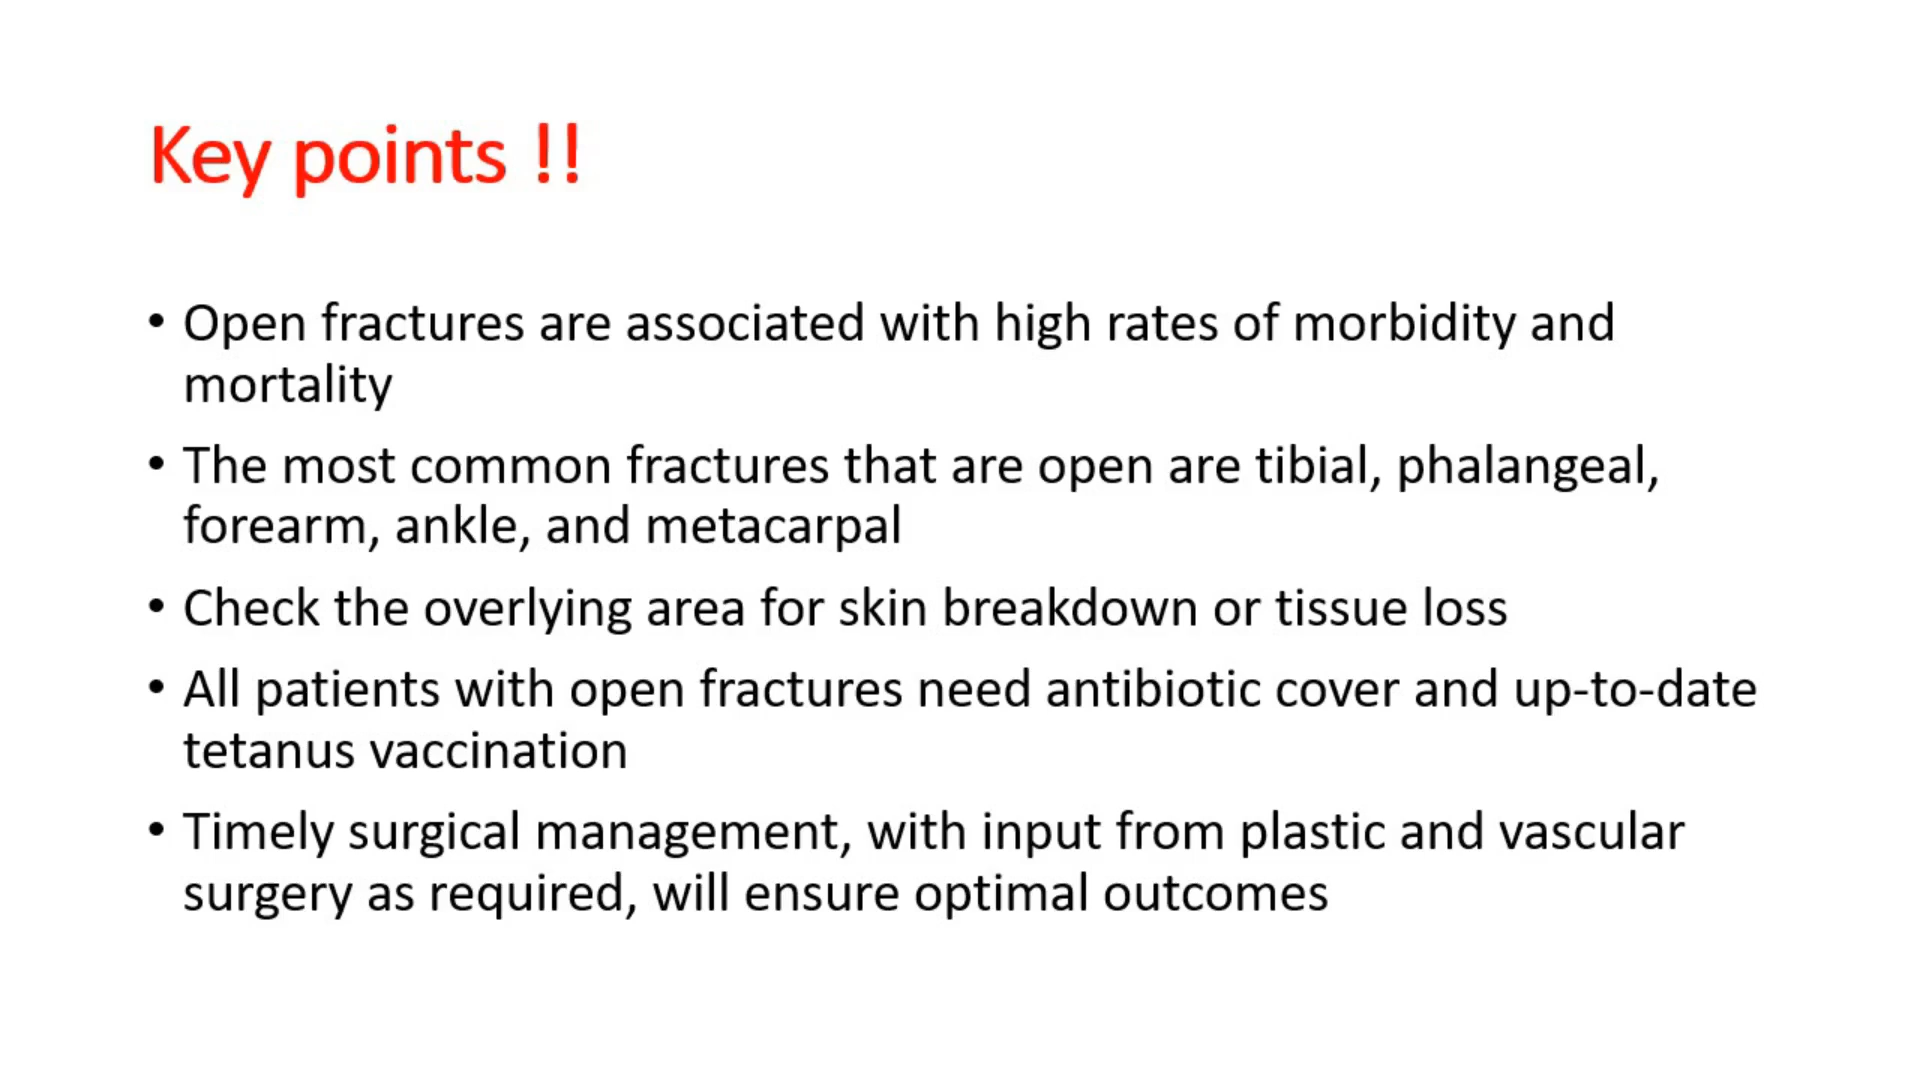 Key points !!
• Open fractures are associated with high rates of morbidity and
mortality
• The most common fractures that are open are tibial, phalangeal,
forearm, ankle, and metacarpal
• Check the overlying area for skin breakdown or tissue loss
• All patients with open fractures need antibiotic cover and up-to-date
tetanus vaccination
• Timely surgical management, with input from plastic and vascular
surgery as required, will ensure optimal outcomes